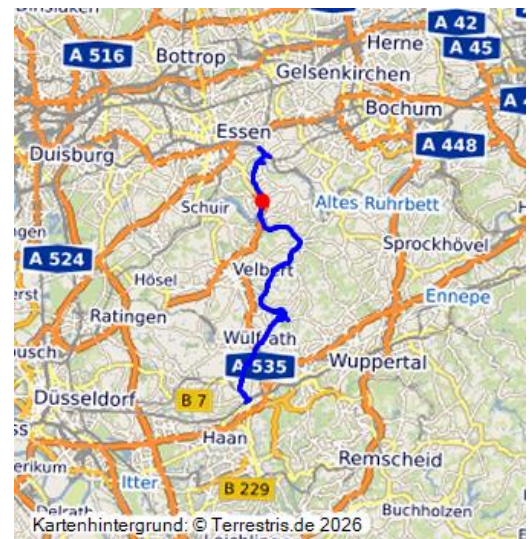 Dinslaken
A 42
A 516
Bottrop
Herne
A 45
Gelsenkirchen
Bochum
Essen
Duisburg
A 448
Schuir
Altes Ruhrbett
Sprockhövel
A 524
Hösel
Velbert
Ennepe
Ratingen
Wülfrath
A 535
Wuppertal
Düsseldorf
B 7
Haan
Remscheid
Itter
B 229
Buchholzen
Kartenhintergrund: © Terrestris.de 2026